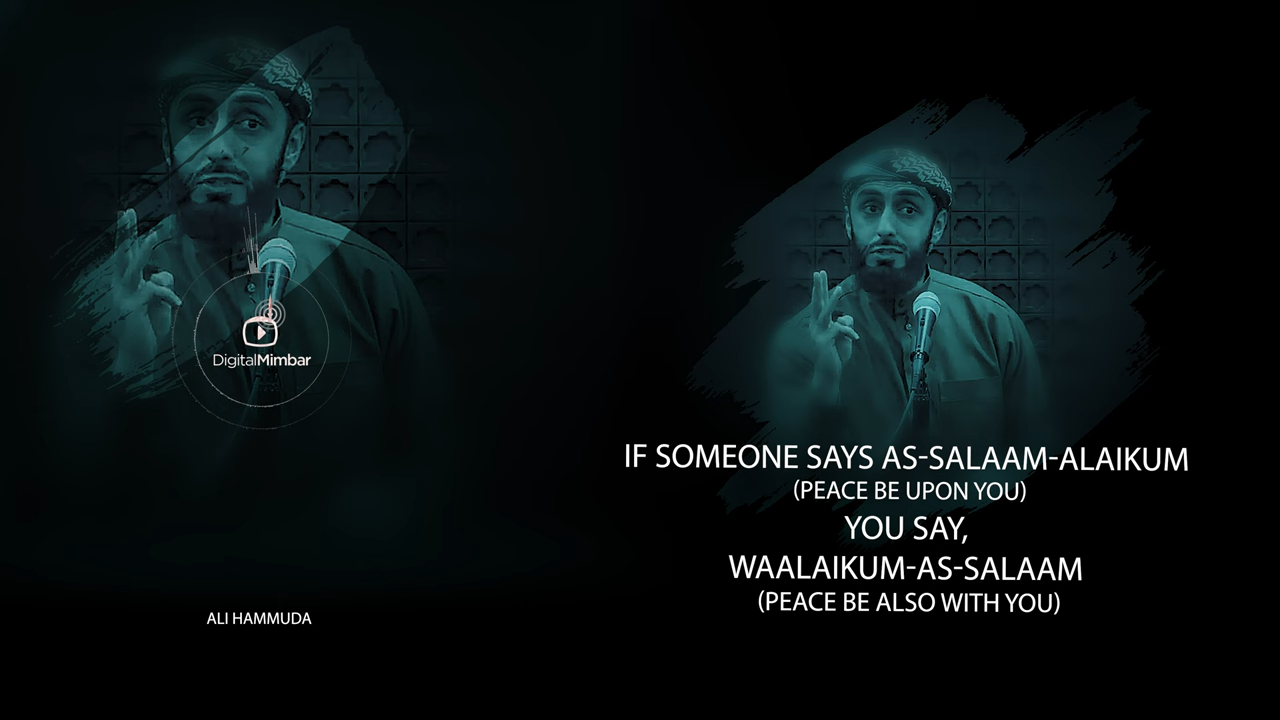 DigitalMimbar
ALI HAMMUDA
IF SOMEONE SAYS AS-SALAAM-ALAIKUM
(PEACE BE UPON YOU)
YOU SAY,
WAALAIKUM-AS-SALAAM
(PEACE BE ALSO WITH YOU)